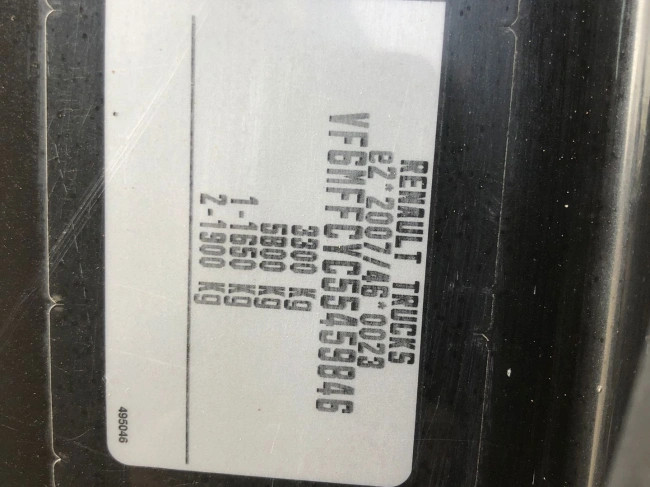 RENAULT TRUCKS
e2*2007/46*0023
VF6MFFCYC55459846
3300 Kg
5800 Kg
1-1650 Kg
2-1900 Kg
495046